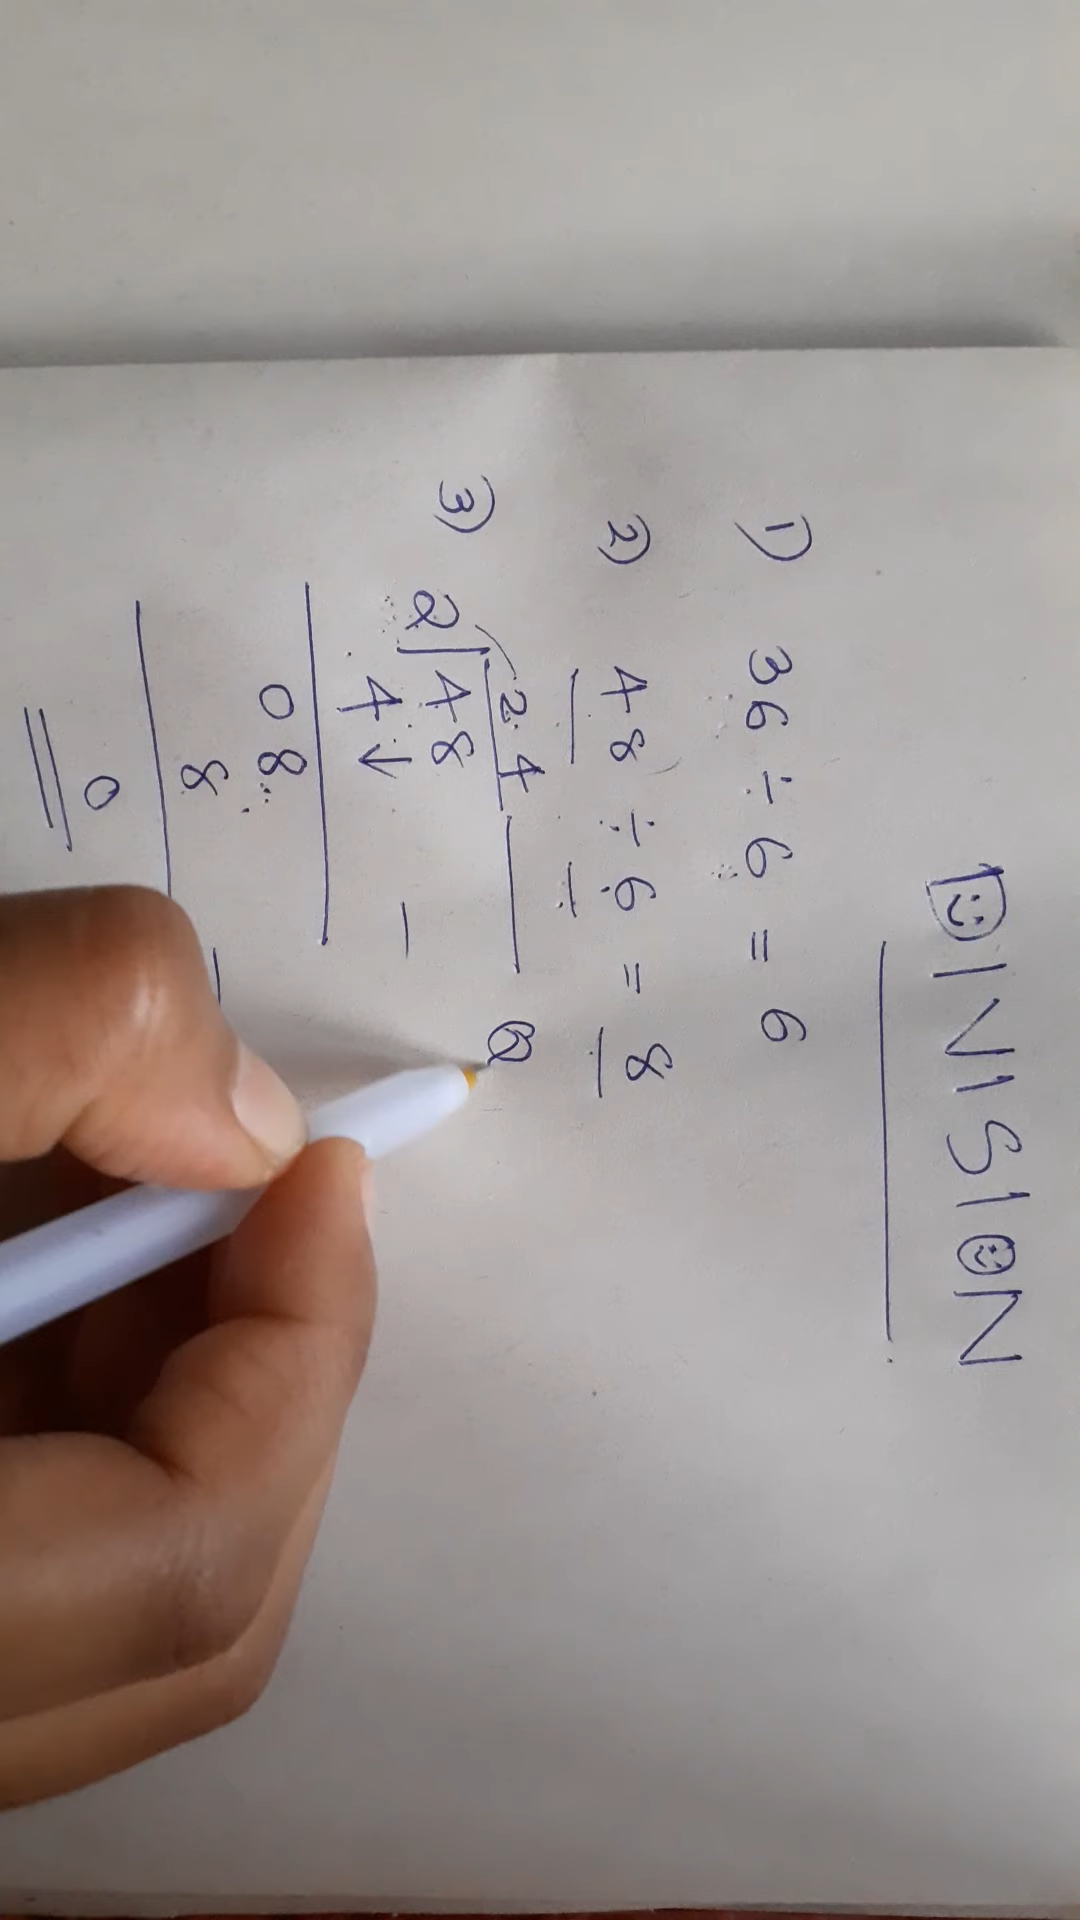 DIVISION
1) 36 ÷ 6 = 6
2) 48 ÷ 6 = 8
3) 24 Q
2 48
4↓ -
08
8 -
0